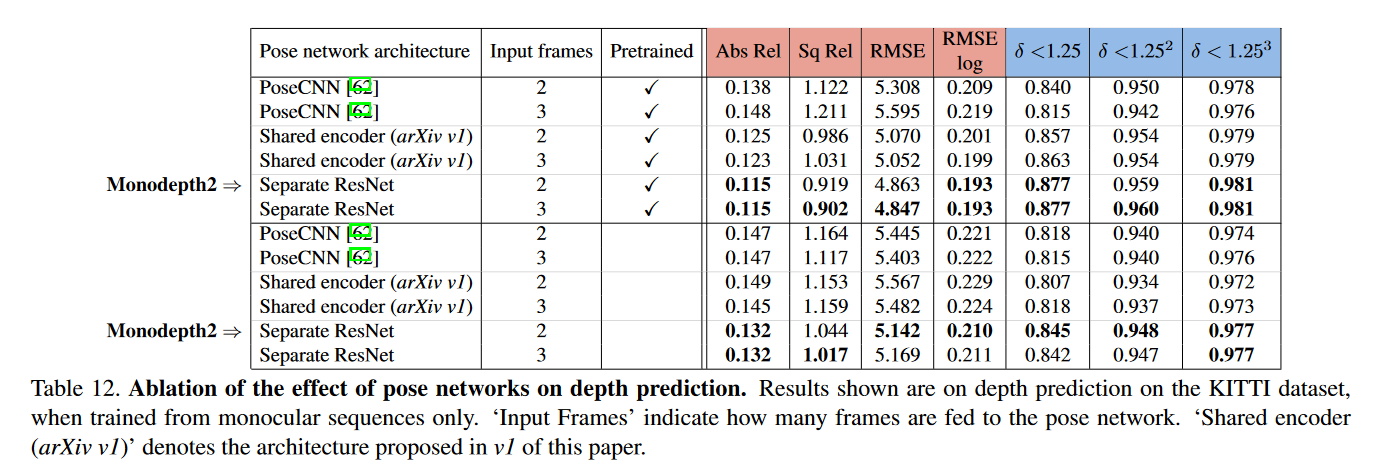 Pose network architecture Input frames Pretrained Abs Rel Sq Rel RMSE RMSE log δ <1.25 δ <1.25² δ < 1.25³
PoseCNN [62] 2 ✓ 0.138 1.122 5.308 0.209 0.840 0.950 0.978
PoseCNN [62] 3 ✓ 0.148 1.211 5.595 0.219 0.815 0.942 0.976
Shared encoder (arXiv v1) 2 ✓ 0.125 0.986 5.070 0.201 0.857 0.954 0.979
Shared encoder (arXiv v1) 3 ✓ 0.123 1.031 5.052 0.199 0.863 0.954 0.979
Monodepth2 ⇒ Separate ResNet 2 ✓ 0.115 0.919 4.863 0.193 0.877 0.959 0.981
Separate ResNet 3 ✓ 0.115 0.902 4.847 0.193 0.877 0.960 0.981
PoseCNN [62] 2 0.147 1.164 5.445 0.221 0.818 0.940 0.974
PoseCNN [62] 3 0.147 1.117 5.403 0.222 0.815 0.940 0.976
Shared encoder (arXiv v1) 2 0.149 1.153 5.567 0.229 0.807 0.934 0.972
Shared encoder (arXiv v1) 3 0.145 1.159 5.482 0.224 0.818 0.937 0.973
Monodepth2 ⇒ Separate ResNet 2 0.132 1.044 5.142 0.210 0.845 0.948 0.977
Separate ResNet 3 0.132 1.017 5.169 0.211 0.842 0.947 0.977
Table 12. Ablation of the effect of pose networks on depth prediction. Results shown are on depth prediction on the KITTI dataset,
when trained from monocular sequences only. ‘Input Frames’ indicate how many frames are fed to the pose network. ‘Shared encoder
(arXiv v1)’ denotes the architecture proposed in v1 of this paper.